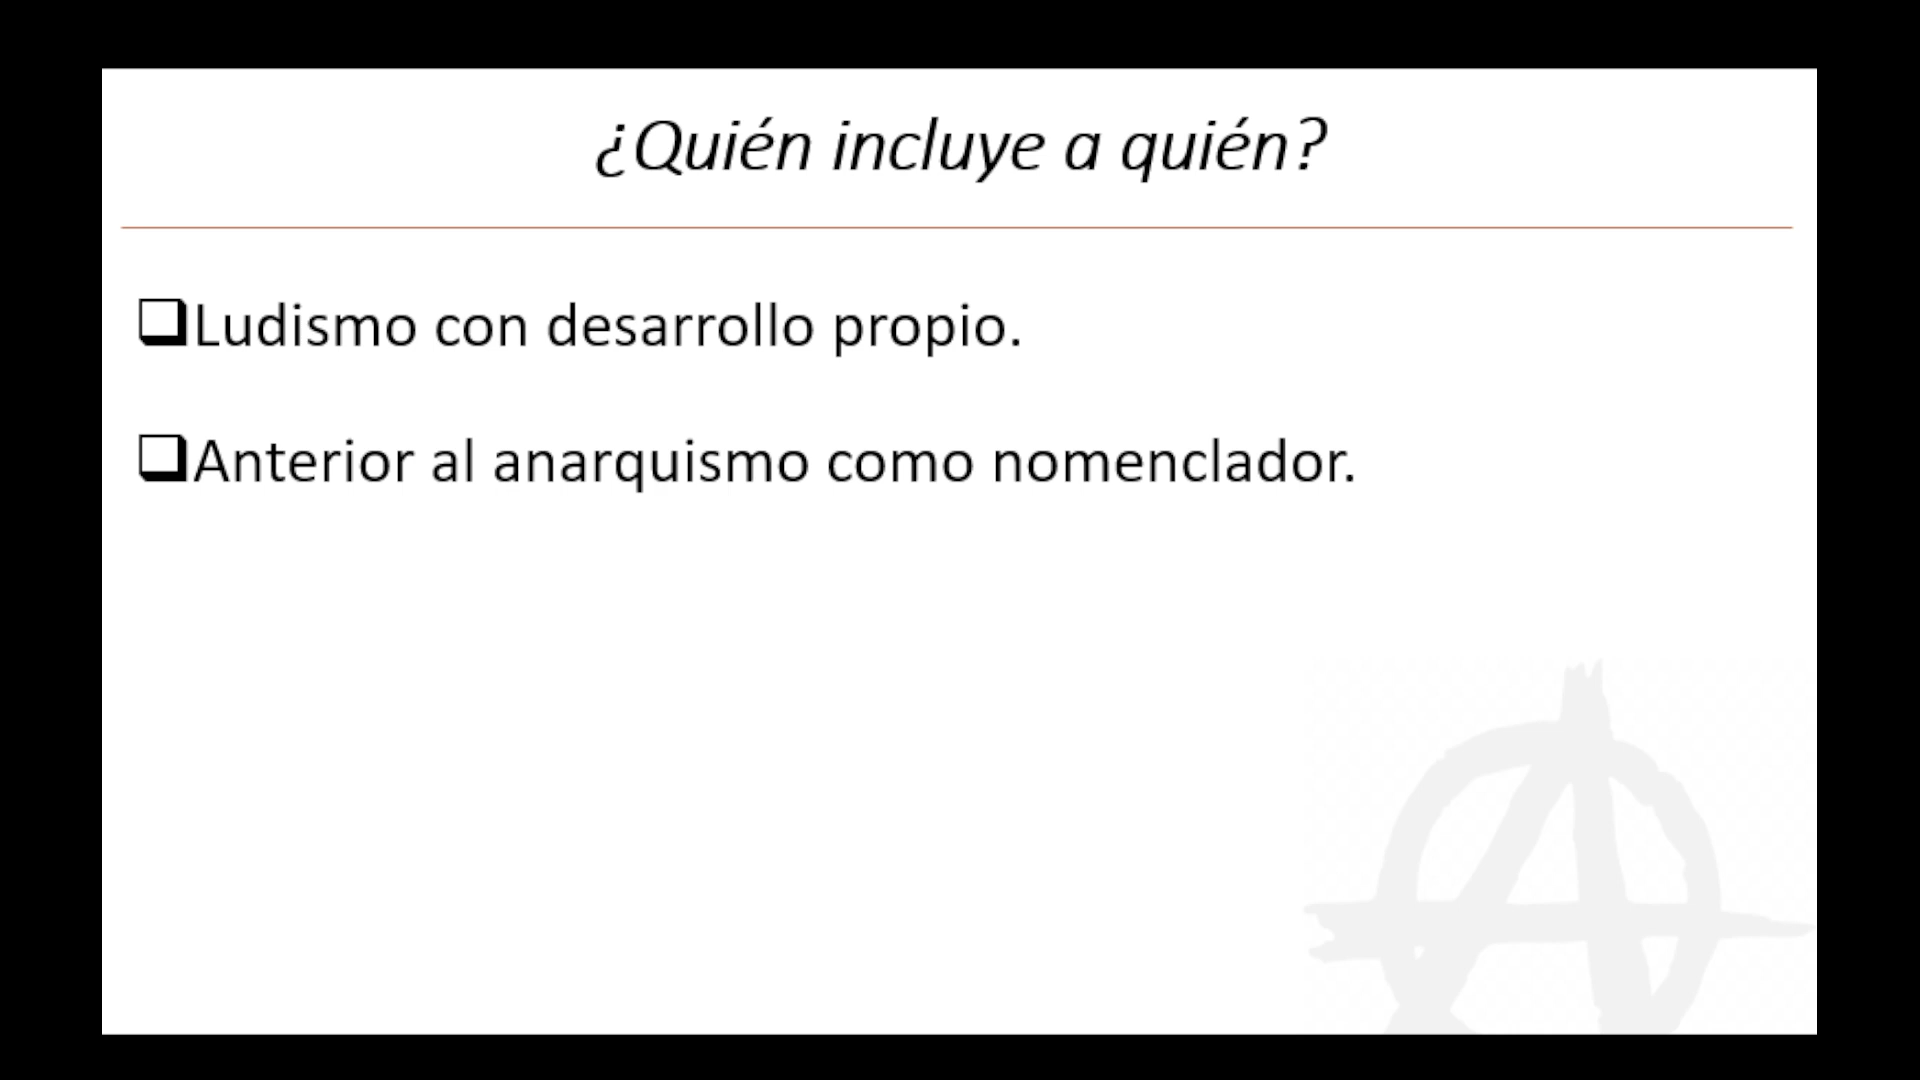 ¿Quién incluye a quién?
❑Ludismo con desarrollo propio.
❑Anterior al anarquismo como nomenclador.